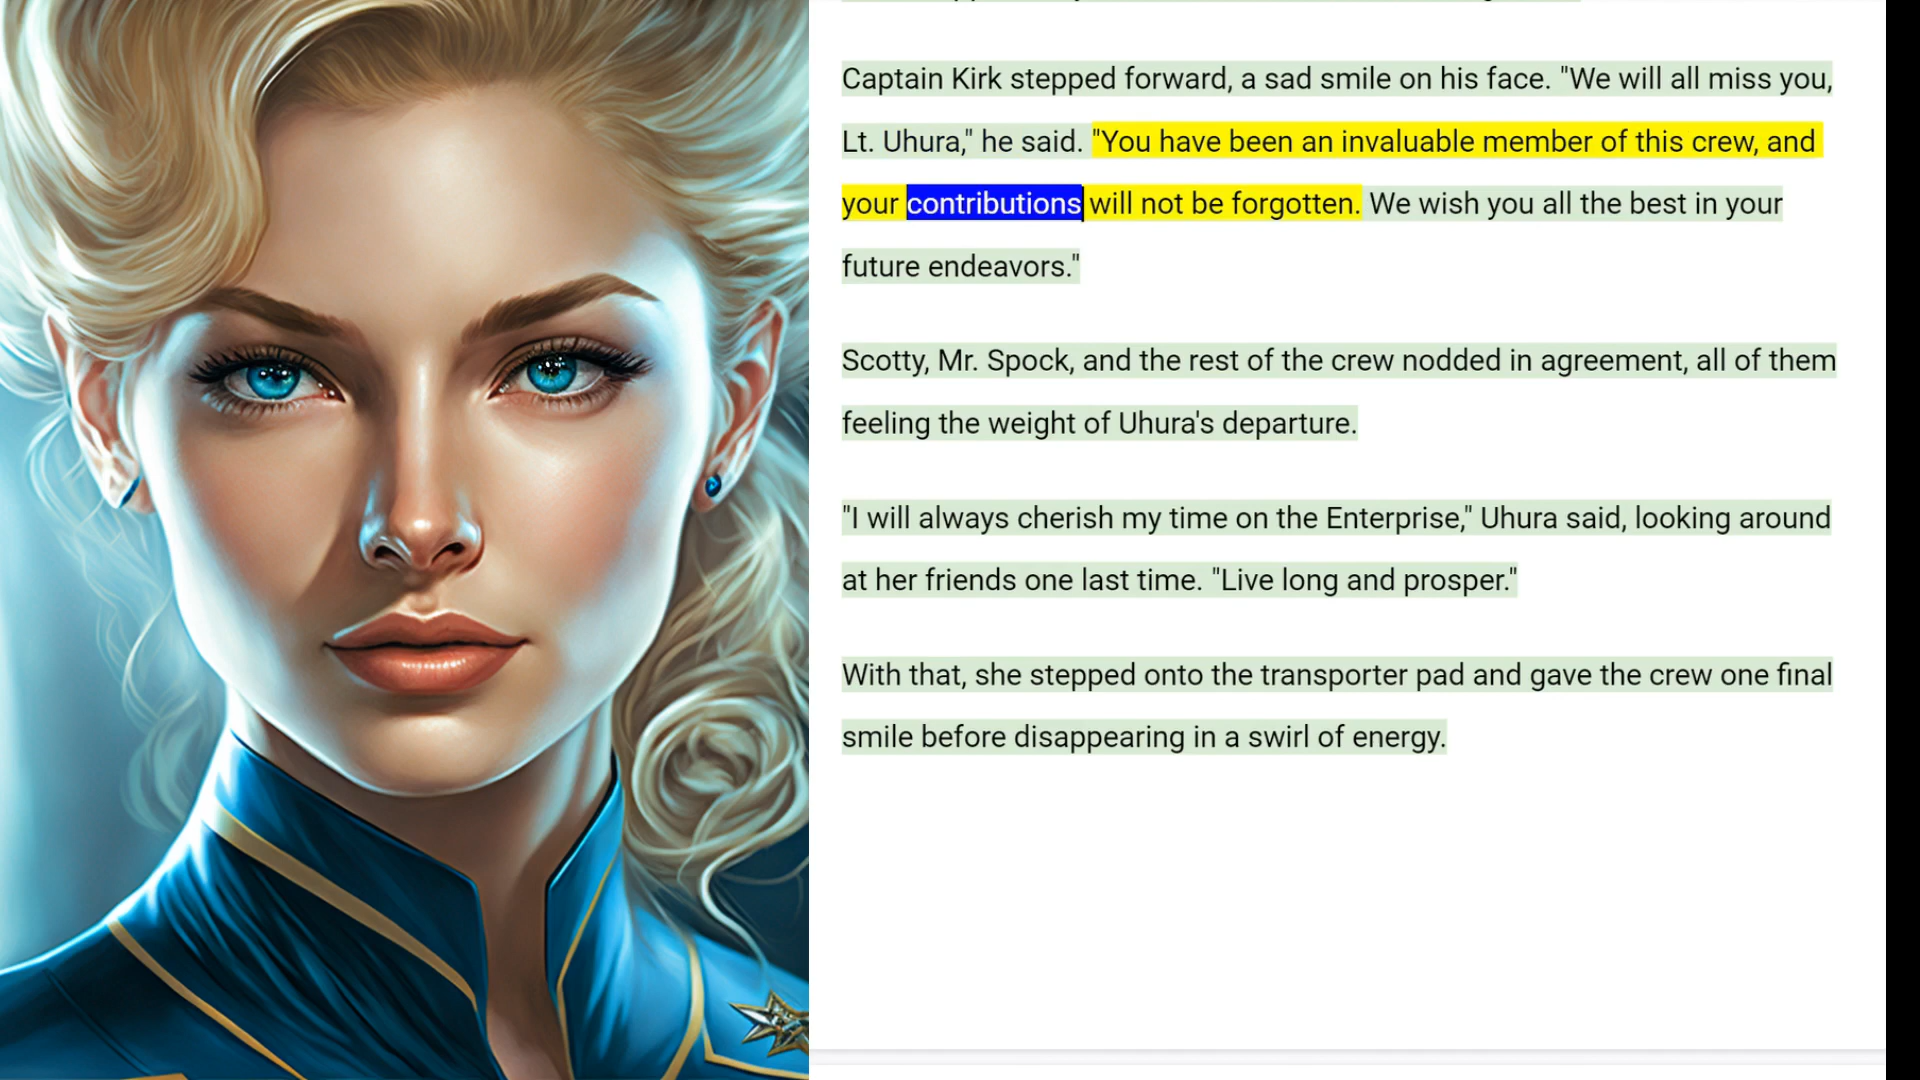 Captain Kirk stepped forward, a sad smile on his face. "We will all miss you,
Lt. Uhura," he said. "You have been an invaluable member of this crew, and
your contributions will not be forgotten. We wish you all the best in your
future endeavors."
Scotty, Mr. Spock, and the rest of the crew nodded in agreement, all of them
feeling the weight of Uhura's departure.
"I will always cherish my time on the Enterprise," Uhura said, looking around
at her friends one last time. "Live long and prosper."
With that, she stepped onto the transporter pad and gave the crew one final
smile before disappearing in a swirl of energy.